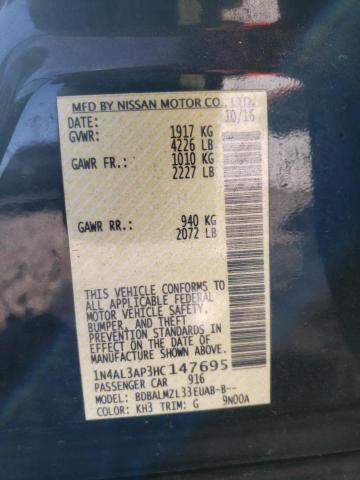 MFD BY NISSAN MOTOR CO., LTD.
DATE: 10/16
GVWR: 1917 KG
4226 LB
GAWR FR.: 1010 KG
2227 LB
GAWR RR.: 940 KG
2072 LB
THIS VEHICLE CONFORMS TO
ALL APPLICABLE FEDERAL
MOTOR VEHICLE SAFETY,
BUMPER, AND THEFT
PREVENTION STANDARDS IN
EFFECT ON THE DATE OF
MANUFACTURE SHOWN ABOVE.
1N4AL3AP3HC147695
PASSENGER CAR 916
MODEL: BDBALMZL33EUAB-B--
COLOR: KH3 TRIM: G 9N00A